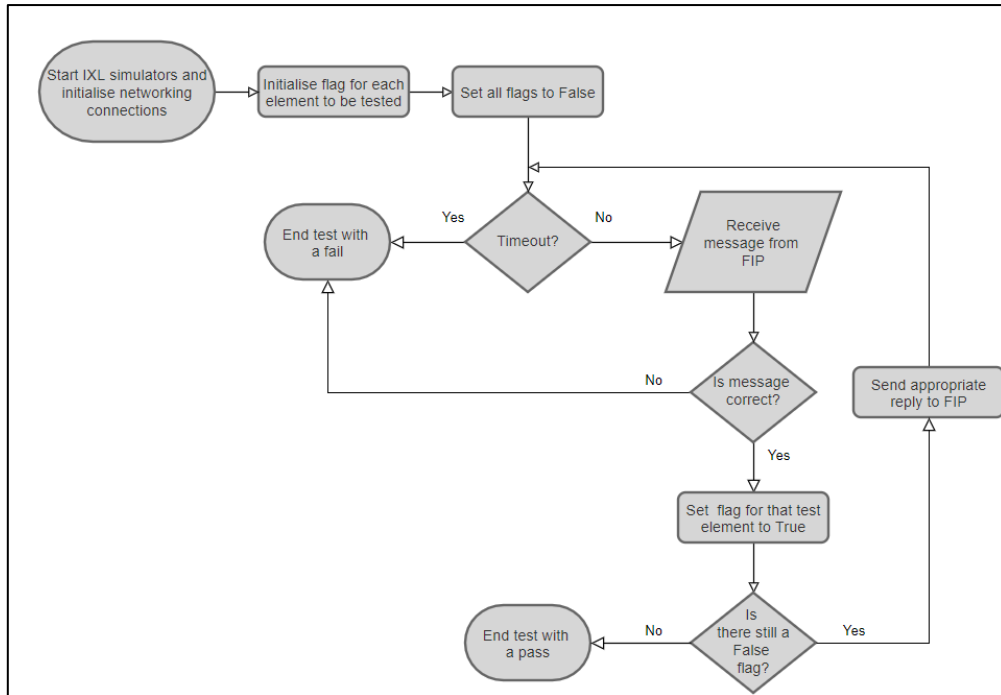 Start IXL simulators and
initialise networking
connections
Initialise flag for each
element to be tested
Set all flags to False
Yes
No
End test with
a fail
Timeout?
Receive
message from
FIP
No
Is message
correct?
Send appropriate
reply to FIP
Yes
Set flag for that test
element to True
End test with
a pass
No
Is
there still a
False
flag?
Yes